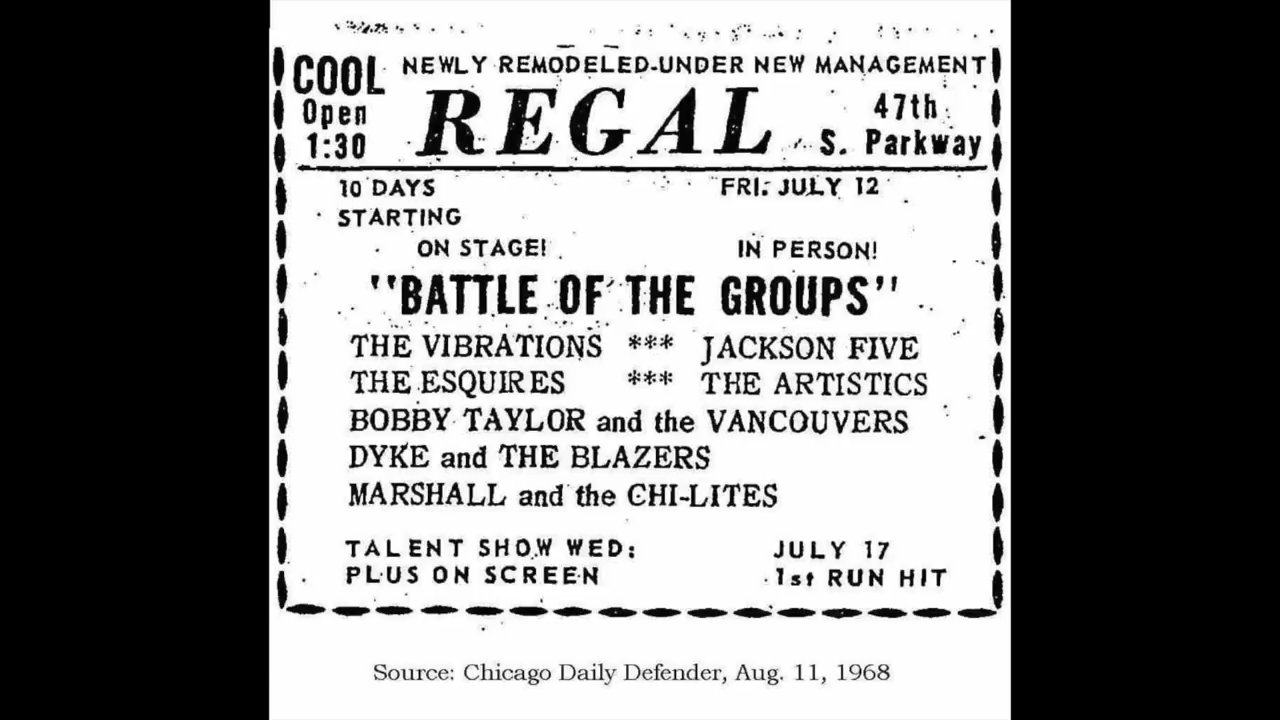 COOL NEWLY REMODELED-UNDER NEW MANAGEMENT
Open 1:30
REGAL
47th S. Parkway
10 DAYS STARTING
FRI. JULY 12
ON STAGE! IN PERSON!
"BATTLE OF THE GROUPS"
THE VIBRATIONS *** JACKSON FIVE
THE ESQUIRES *** THE ARTISTICS
BOBBY TAYLOR and the VANCOUVERS
DYKE and THE BLAZERS
MARSHALL and the CHI-LITES
TALENT SHOW WED: JULY 17
PLUS ON SCREEN 1st RUN HIT
Source: Chicago Daily Defender, Aug. 11, 1968